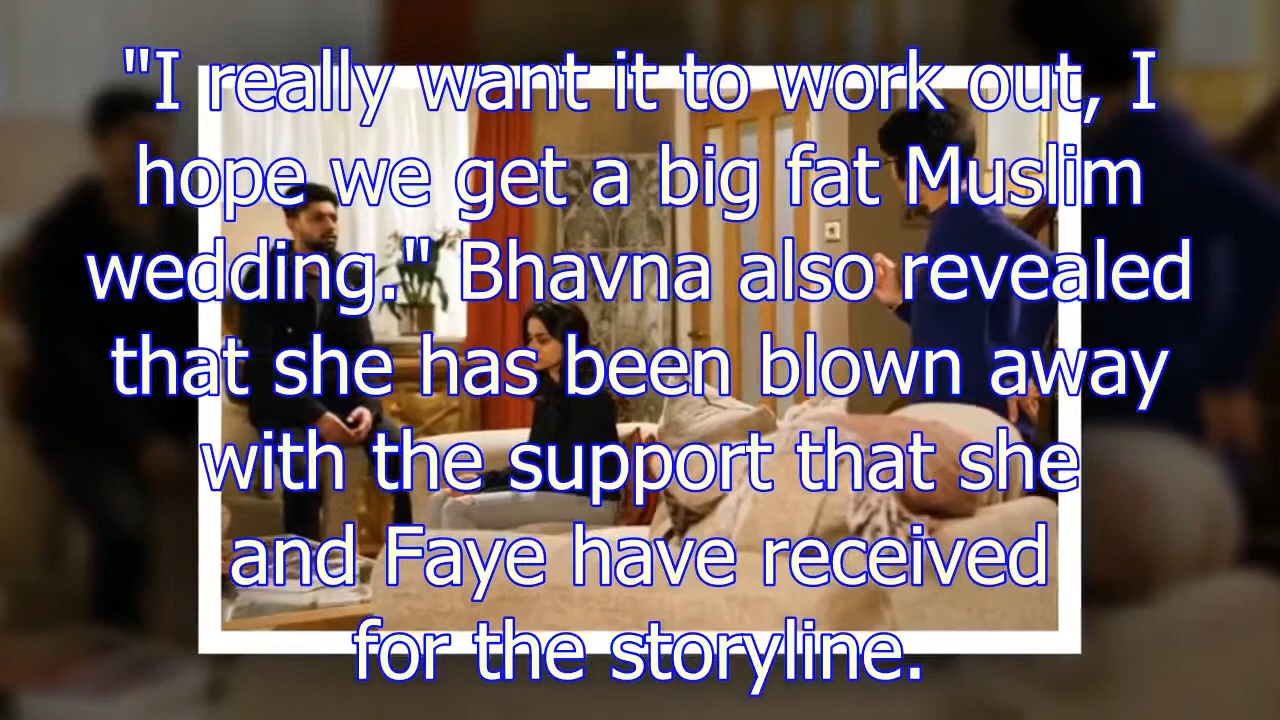 "I really want it to work out, I
hope we get a big fat Muslim
wedding." Bhavna also revealed
that she has been blown away
with the support that she
and Faye have received
for the storyline.